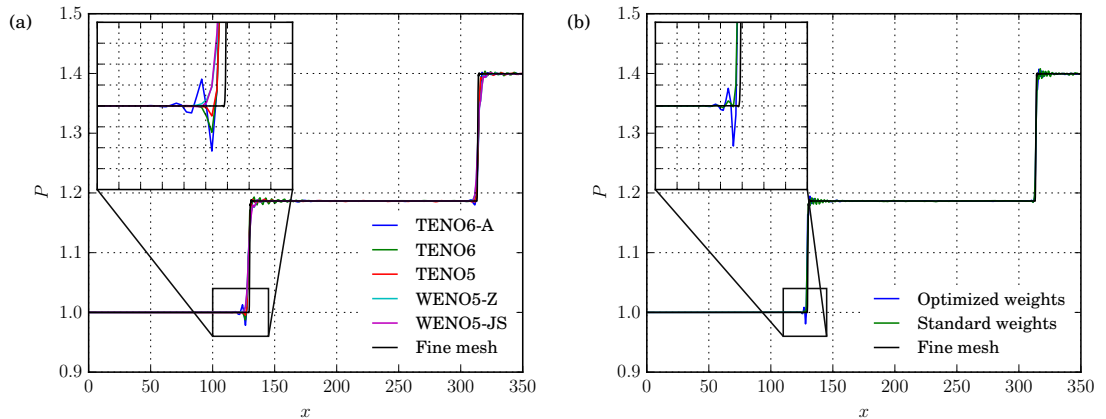 (a)
1.5
1.4
1.3
1.2
1.1
1.0
0.9
P
0 50 100 150 200 250 300 350
x
TENO6-A
TENO6
TENO5
WENO5-Z
WENO5-JS
Fine mesh
(b)
1.5
1.4
1.3
1.2
1.1
1.0
0.9
P
0 50 100 150 200 250 300 350
x
Optimized weights
Standard weights
Fine mesh